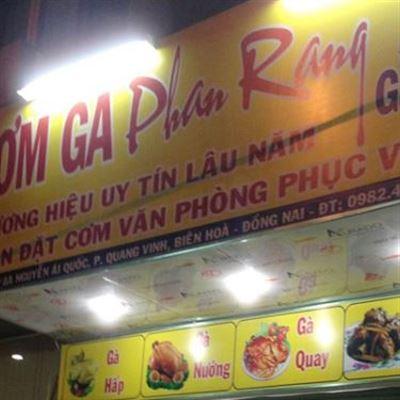 ƠM GÀ Phan Rang
ƯƠNG HIỆU UY TÍN LÂU NĂM
N ĐẶT CƠM VĂN PHÒNG PHỤC V
NGUYỄN ÁI QUỐC, P. QUANG VINH, BIÊN HOÀ - ĐỒNG NAI - ĐT: 0982.4
Gà Hấp
Gà Nướng
Gà Quay